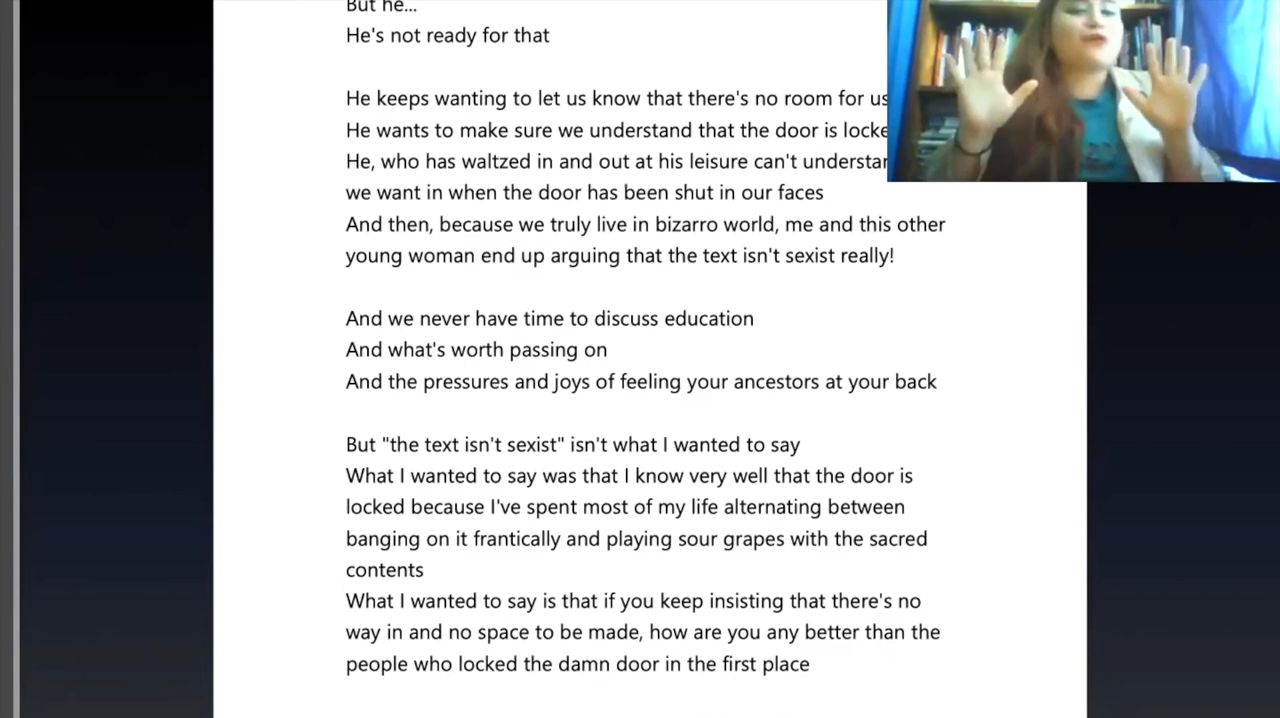 But he...
He's not ready for that
He keeps wanting to let us know that there's no room for us
He wants to make sure we understand that the door is locke
He, who has waltzed in and out at his leisure can't understan
we want in when the door has been shut in our faces
And then, because we truly live in bizarro world, me and this other
young woman end up arguing that the text isn't sexist really!
And we never have time to discuss education
And what's worth passing on
And the pressures and joys of feeling your ancestors at your back
But "the text isn't sexist" isn't what I wanted to say
What I wanted to say was that I know very well that the door is
locked because I've spent most of my life alternating between
banging on it frantically and playing sour grapes with the sacred
contents
What I wanted to say is that if you keep insisting that there's no
way in and no space to be made, how are you any better than the
people who locked the damn door in the first place